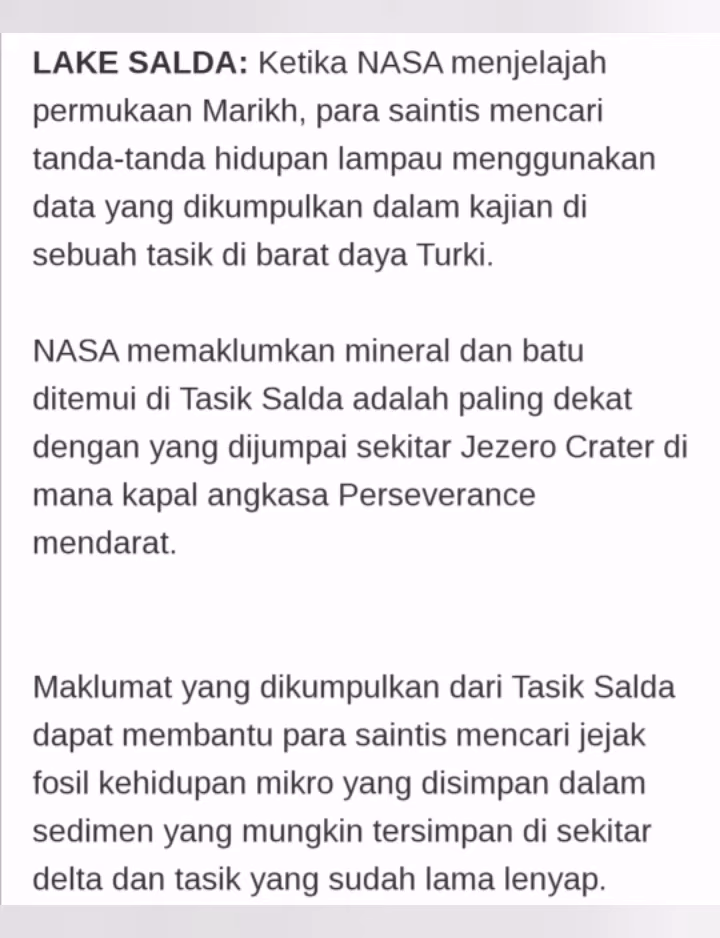 LAKE SALDA: Ketika NASA menjelajah
permukaan Marikh, para saintis mencari
tanda-tanda hidupan lampau menggunakan
data yang dikumpulkan dalam kajian di
sebuah tasik di barat daya Turki.
NASA memaklumkan mineral dan batu
ditemui di Tasik Salda adalah paling dekat
dengan yang dijumpai sekitar Jezero Crater di
mana kapal angkasa Perseverance
mendarat.
Maklumat yang dikumpulkan dari Tasik Salda
dapat membantu para saintis mencari jejak
fosil kehidupan mikro yang disimpan dalam
sedimen yang mungkin tersimpan di sekitar
delta dan tasik yang sudah lama lenyap.